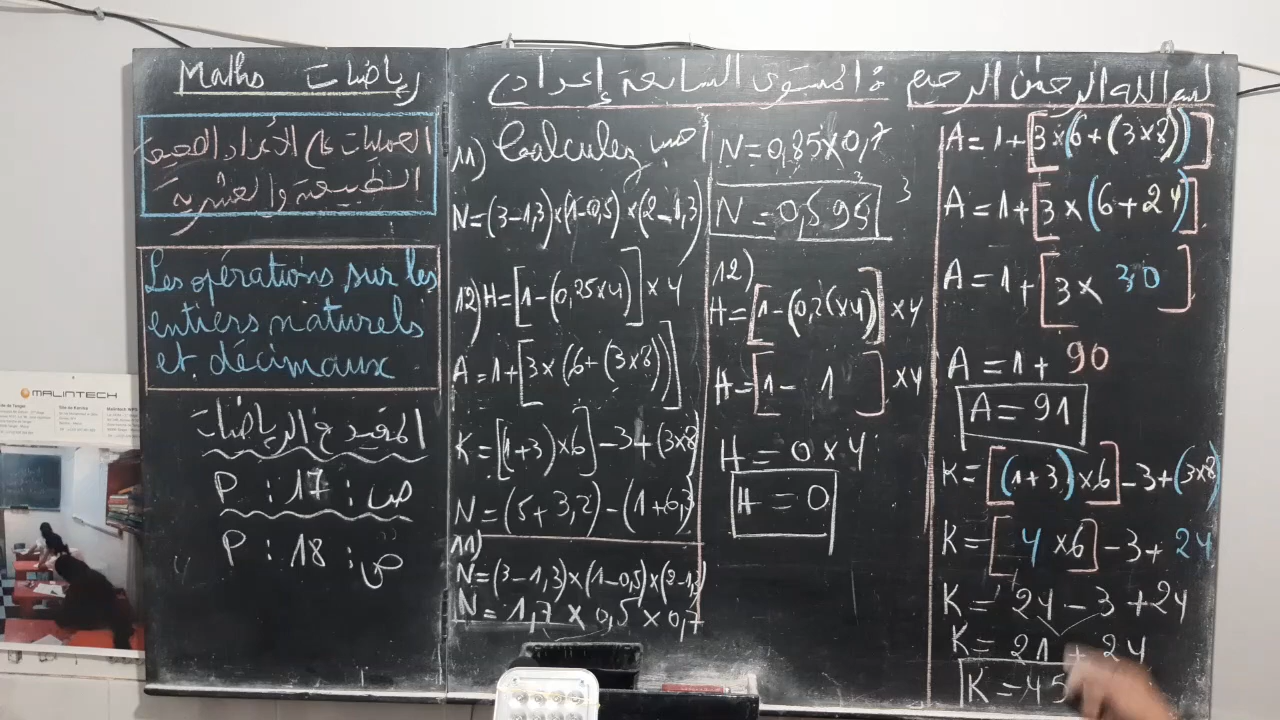 بسم الله الرحمن الرحيم : المستوى السابعة إعدادي
رياضيات Maths
العمليات على الأعداد الصحيحة
الطبيعية والعشرية
Les opérations sur les
entiers naturels
et décimaux
المفيد في الرياضيات
P : 17 : ص
P : 18 : ص
11) Calculez احسب
N=(3-1,3)×(1-0,5)×(2-1,3)
12) H=[1-(0,25×4)]×4
A=1+[3×(6+(3×8))]
K=[(1+3)×6]-3+(3×8)
N=(5+3,2)-(1+6,3)
11)
N=(3-1,3)×(1-0,5)×(2-1,3)
N=1,7×0,5×0,7
N=0,85×0,7
N=0,595
12)
H=[1-(0,25×4)]×4
H=[1-1]×4
H=0×4
H=0
A=1+[3×(6+(3×8))]
A=1+[3×(6+24)]
A=1+[3×30]
A=1+90
A=91
K=[(1+3)×6]-3+(3×8)
K=[4×6]-3+24
K=24-3+24
K=21+24
K=45
MALINTECH